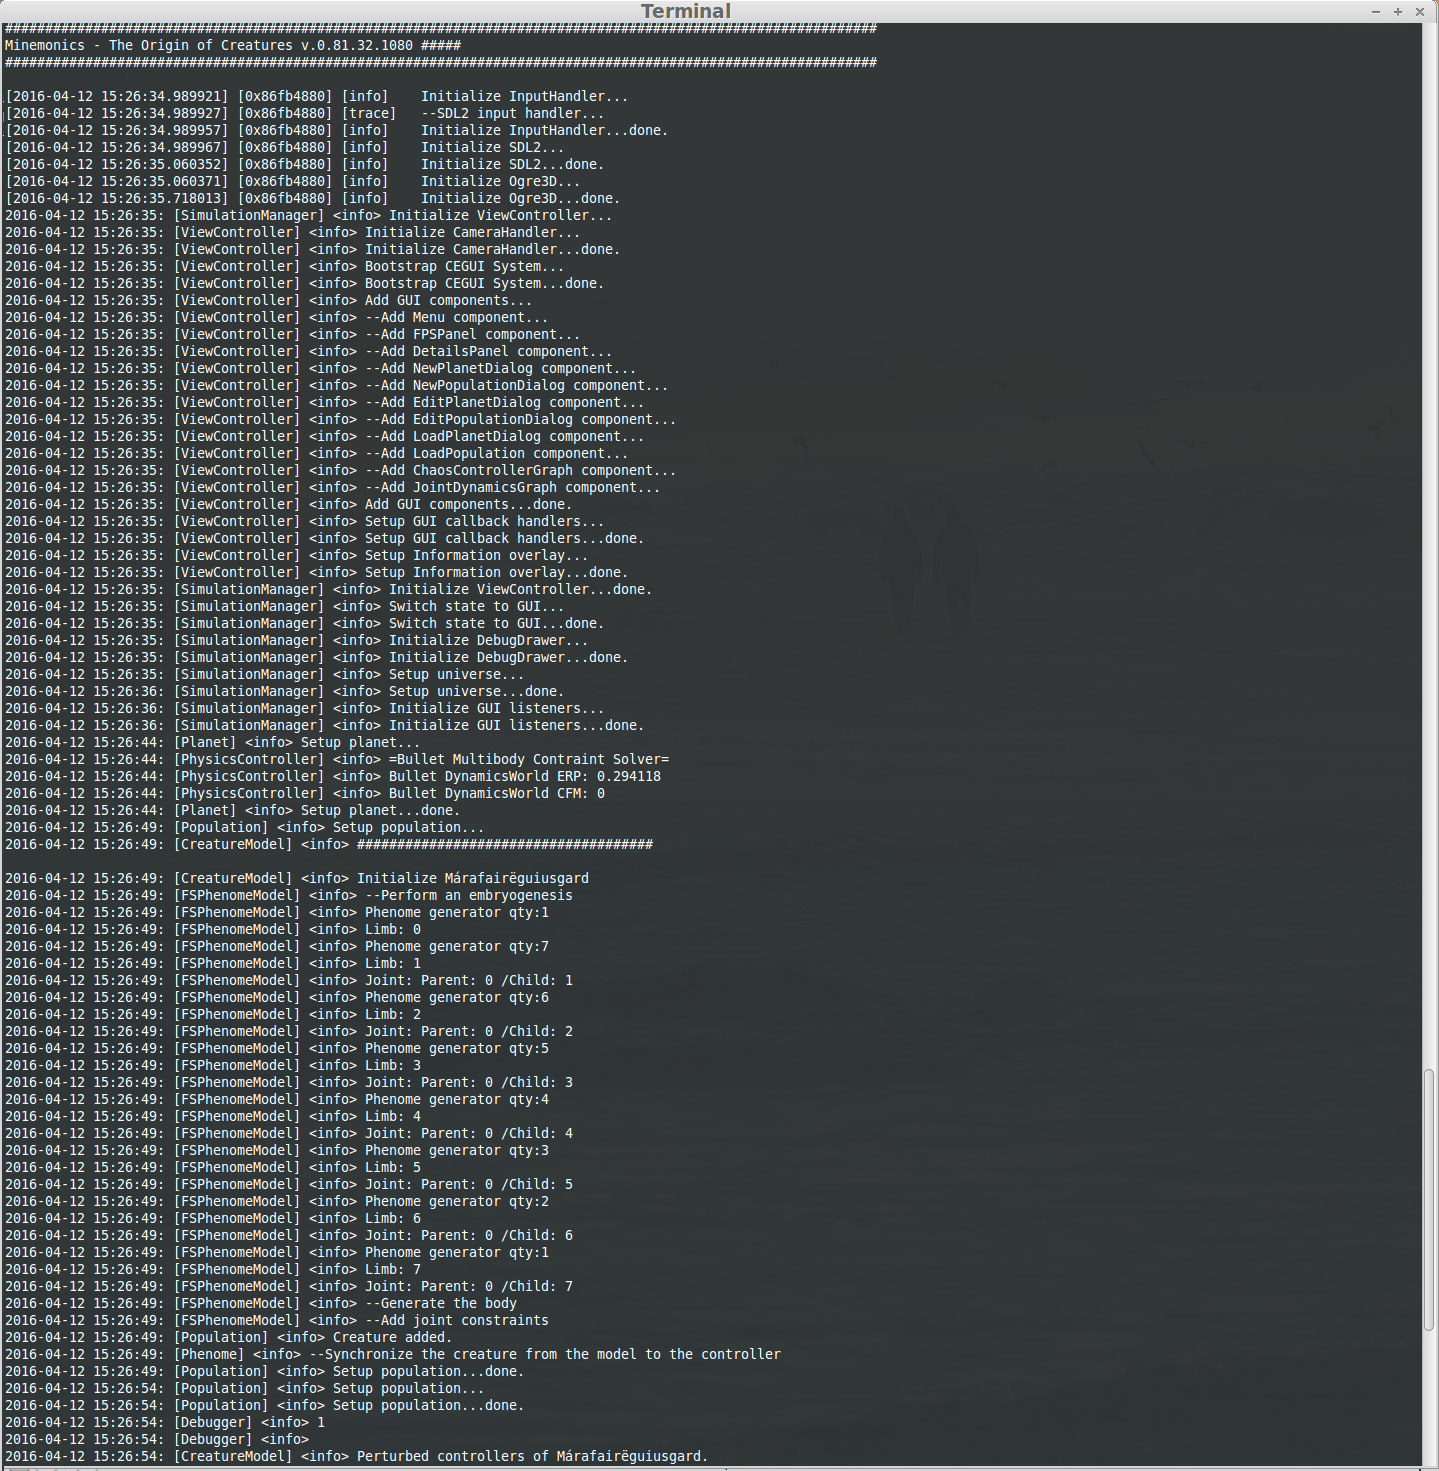 Terminal
#############################################################################################################
Minemonics - The Origin of Creatures v.0.81.32.1080 #####
#############################################################################################################
[2016-04-12 15:26:34.989921] [0x86fb4880] [info]    Initialize InputHandler...
[2016-04-12 15:26:34.989927] [0x86fb4880] [trace]   --SDL2 input handler...
[2016-04-12 15:26:34.989957] [0x86fb4880] [info]    Initialize InputHandler...done.
[2016-04-12 15:26:34.989967] [0x86fb4880] [info]    Initialize SDL2...
[2016-04-12 15:26:35.060352] [0x86fb4880] [info]    Initialize SDL2...done.
[2016-04-12 15:26:35.060371] [0x86fb4880] [info]    Initialize Ogre3D...
[2016-04-12 15:26:35.718013] [0x86fb4880] [info]    Initialize Ogre3D...done.
2016-04-12 15:26:35: [SimulationManager] <info> Initialize ViewController...
2016-04-12 15:26:35: [ViewController] <info> Initialize CameraHandler...
2016-04-12 15:26:35: [ViewController] <info> Initialize CameraHandler...done.
2016-04-12 15:26:35: [ViewController] <info> Bootstrap CEGUI System...
2016-04-12 15:26:35: [ViewController] <info> Bootstrap CEGUI System...done.
2016-04-12 15:26:35: [ViewController] <info> Add GUI components...
2016-04-12 15:26:35: [ViewController] <info> --Add Menu component...
2016-04-12 15:26:35: [ViewController] <info> --Add FPSPanel component...
2016-04-12 15:26:35: [ViewController] <info> --Add DetailsPanel component...
2016-04-12 15:26:35: [ViewController] <info> --Add NewPlanetDialog component...
2016-04-12 15:26:35: [ViewController] <info> --Add NewPopulationDialog component...
2016-04-12 15:26:35: [ViewController] <info> --Add EditPlanetDialog component...
2016-04-12 15:26:35: [ViewController] <info> --Add EditPopulationDialog component...
2016-04-12 15:26:35: [ViewController] <info> --Add LoadPlanetDialog component...
2016-04-12 15:26:35: [ViewController] <info> --Add LoadPopulation component...
2016-04-12 15:26:35: [ViewController] <info> --Add ChaosControllerGraph component...
2016-04-12 15:26:35: [ViewController] <info> --Add JointDynamicsGraph component...
2016-04-12 15:26:35: [ViewController] <info> Add GUI components...done.
2016-04-12 15:26:35: [ViewController] <info> Setup GUI callback handlers...
2016-04-12 15:26:35: [ViewController] <info> Setup GUI callback handlers...done.
2016-04-12 15:26:35: [ViewController] <info> Setup Information overlay...
2016-04-12 15:26:35: [ViewController] <info> Setup Information overlay...done.
2016-04-12 15:26:35: [SimulationManager] <info> Initialize ViewController...done.
2016-04-12 15:26:35: [SimulationManager] <info> Switch state to GUI...
2016-04-12 15:26:35: [SimulationManager] <info> Switch state to GUI...done.
2016-04-12 15:26:35: [SimulationManager] <info> Initialize DebugDrawer...
2016-04-12 15:26:35: [SimulationManager] <info> Initialize DebugDrawer...done.
2016-04-12 15:26:35: [SimulationManager] <info> Setup universe...
2016-04-12 15:26:36: [SimulationManager] <info> Setup universe...done.
2016-04-12 15:26:36: [SimulationManager] <info> Initialize GUI listeners...
2016-04-12 15:26:36: [SimulationManager] <info> Initialize GUI listeners...done.
2016-04-12 15:26:44: [Planet] <info> Setup planet...
2016-04-12 15:26:44: [PhysicsController] <info> =Bullet Multibody Contraint Solver=
2016-04-12 15:26:44: [PhysicsController] <info> Bullet DynamicsWorld ERP: 0.294118
2016-04-12 15:26:44: [PhysicsController] <info> Bullet DynamicsWorld CFM: 0
2016-04-12 15:26:44: [Planet] <info> Setup planet...done.
2016-04-12 15:26:49: [Population] <info> Setup population...
2016-04-12 15:26:49: [CreatureModel] <info> #####################################
2016-04-12 15:26:49: [CreatureModel] <info> Initialize Márafairëguiusgard
2016-04-12 15:26:49: [FSPhenomeModel] <info> --Perform an embryogenesis
2016-04-12 15:26:49: [FSPhenomeModel] <info> Phenome generator qty:1
2016-04-12 15:26:49: [FSPhenomeModel] <info> Limb: 0
2016-04-12 15:26:49: [FSPhenomeModel] <info> Phenome generator qty:7
2016-04-12 15:26:49: [FSPhenomeModel] <info> Limb: 1
2016-04-12 15:26:49: [FSPhenomeModel] <info> Joint: Parent: 0 /Child: 1
2016-04-12 15:26:49: [FSPhenomeModel] <info> Phenome generator qty:6
2016-04-12 15:26:49: [FSPhenomeModel] <info> Limb: 2
2016-04-12 15:26:49: [FSPhenomeModel] <info> Joint: Parent: 0 /Child: 2
2016-04-12 15:26:49: [FSPhenomeModel] <info> Phenome generator qty:5
2016-04-12 15:26:49: [FSPhenomeModel] <info> Limb: 3
2016-04-12 15:26:49: [FSPhenomeModel] <info> Joint: Parent: 0 /Child: 3
2016-04-12 15:26:49: [FSPhenomeModel] <info> Phenome generator qty:4
2016-04-12 15:26:49: [FSPhenomeModel] <info> Limb: 4
2016-04-12 15:26:49: [FSPhenomeModel] <info> Joint: Parent: 0 /Child: 4
2016-04-12 15:26:49: [FSPhenomeModel] <info> Phenome generator qty:3
2016-04-12 15:26:49: [FSPhenomeModel] <info> Limb: 5
2016-04-12 15:26:49: [FSPhenomeModel] <info> Joint: Parent: 0 /Child: 5
2016-04-12 15:26:49: [FSPhenomeModel] <info> Phenome generator qty:2
2016-04-12 15:26:49: [FSPhenomeModel] <info> Limb: 6
2016-04-12 15:26:49: [FSPhenomeModel] <info> Joint: Parent: 0 /Child: 6
2016-04-12 15:26:49: [FSPhenomeModel] <info> Phenome generator qty:1
2016-04-12 15:26:49: [FSPhenomeModel] <info> Limb: 7
2016-04-12 15:26:49: [FSPhenomeModel] <info> Joint: Parent: 0 /Child: 7
2016-04-12 15:26:49: [FSPhenomeModel] <info> --Generate the body
2016-04-12 15:26:49: [FSPhenomeModel] <info> --Add joint constraints
2016-04-12 15:26:49: [Population] <info> Creature added.
2016-04-12 15:26:49: [Phenome] <info> --Synchronize the creature from the model to the controller
2016-04-12 15:26:49: [Population] <info> Setup population...done.
2016-04-12 15:26:54: [Population] <info> Setup population...
2016-04-12 15:26:54: [Population] <info> Setup population...done.
2016-04-12 15:26:54: [Debugger] <info> 1
2016-04-12 15:26:54: [Debugger] <info>
2016-04-12 15:26:54: [CreatureModel] <info> Perturbed controllers of Márafairëguiusgard.